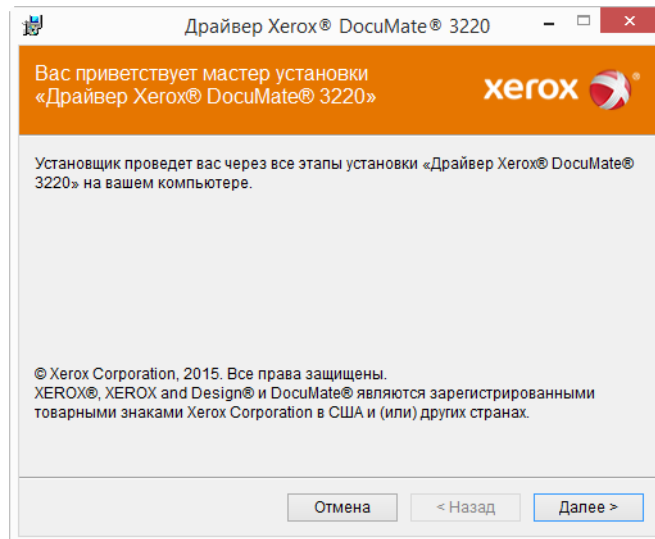 Драйвер Xerox® DocuMate® 3220
Вас приветствует мастер установки
«Драйвер Xerox® DocuMate® 3220»
xerox ®
Установщик проведет вас через все этапы установки «Драйвер Xerox® DocuMate®
3220» на вашем компьютере.
© Xerox Corporation, 2015. Все права защищены.
XEROX®, XEROX and Design® и DocuMate® являются зарегистрированными
товарными знаками Xerox Corporation в США и (или) других странах.
Отмена < Назад Далее >